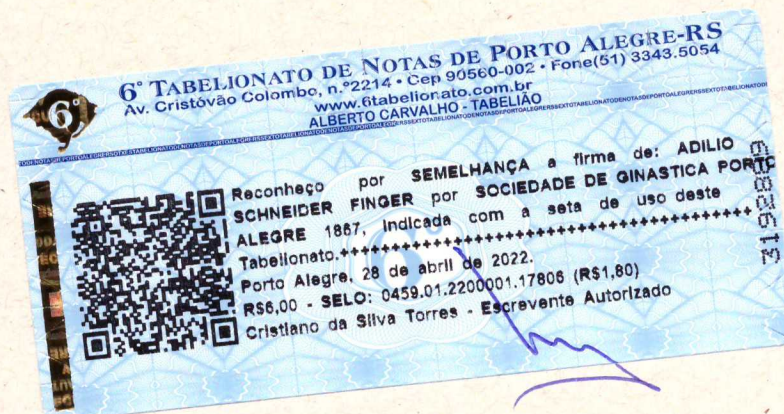 6º TABELIONATO DE NOTAS DE PORTO ALEGRE-RS
Av. Cristóvão Colombo, n.º2214 • Cep 90560-002 • Fone(51) 3343.5054
www.6tabelionato.com.br
ALBERTO CARVALHO - TABELIÃO
6º
Reconheço por SEMELHANÇA a firma de: ADILIO
SCHNEIDER FINGER por SOCIEDADE DE GINASTICA PORTO
ALEGRE 1867, indicada com a seta de uso deste
Tabelionato.++++++++++++++++++++++++++++++++++++++++
Porto Alegre, 28 de abril de 2022.
R$6,00 - SELO: 0459.01.2200001.17806 (R$1,80)
Cristiano da Silva Torres - Escrevente Autorizado